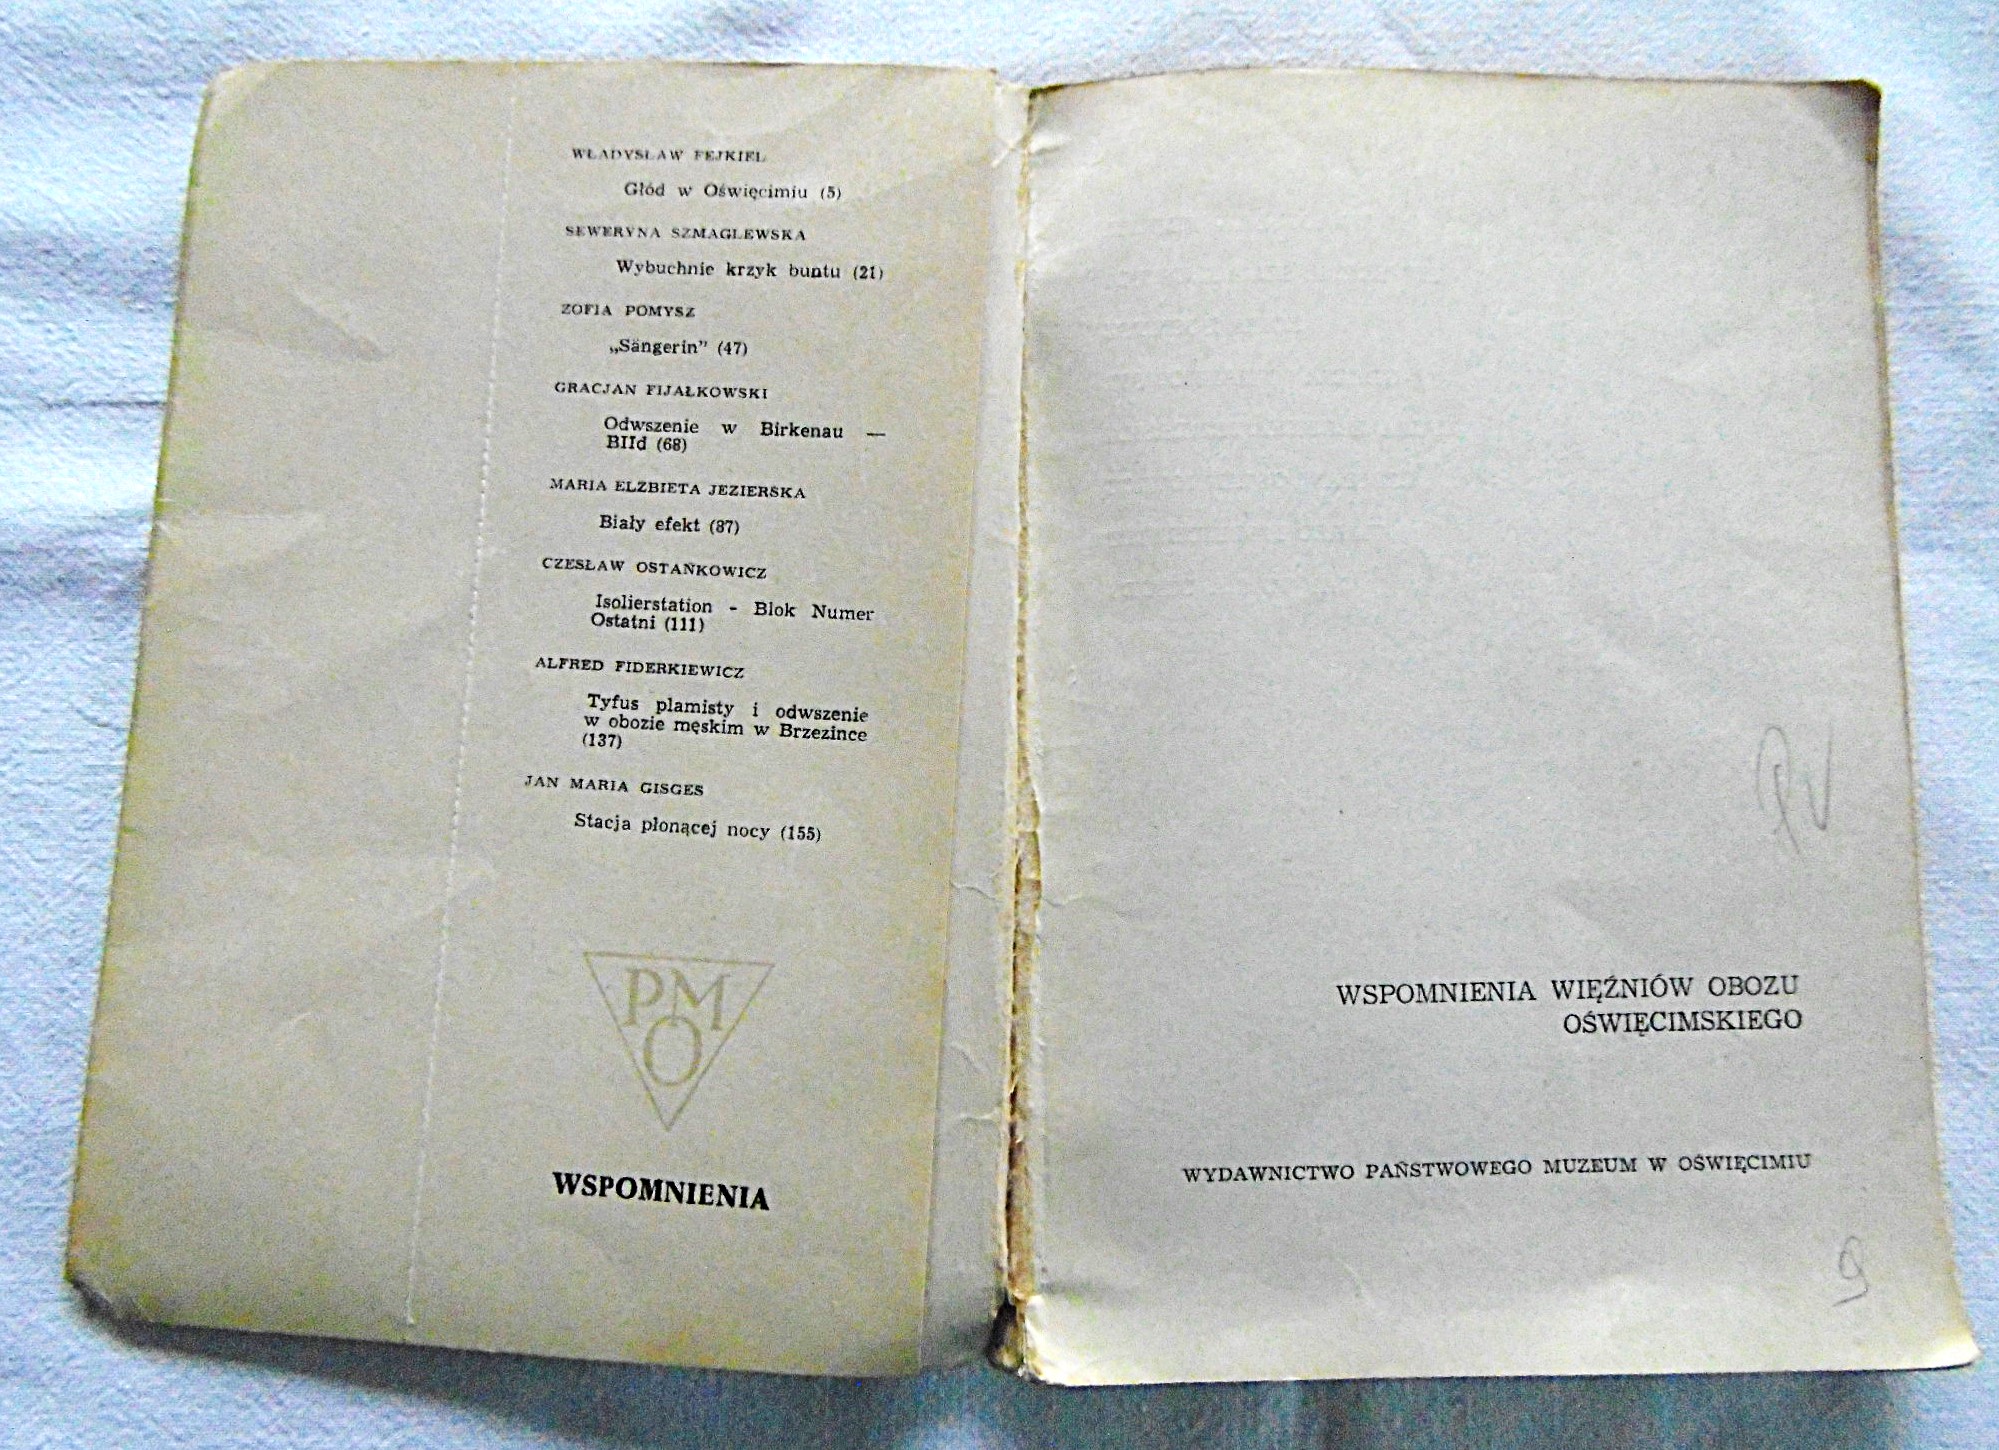 WŁADYSŁAW FEJKIEL
Głód w Oświęcimiu (5)
SEWERYNA SZMAGLEWSKA
Wybuchnie krzyk buntu (21)
ZOFIA POMYSZ
„Sängerin” (47)
GRACJAN FIJAŁKOWSKI
Odwszenie w Birkenau —
BIId (68)
MARIA ELZBIETA JEZIERSKA
Biały efekt (87)
CZESŁAW OSTAŃKOWICZ
Isolierstation - Blok Numer
Ostatni (111)
ALFRED FIDERKIEWICZ
Tyfus plamisty i odwszenie
w obozie męskim w Brzezince
(137)
JAN MARIA GISGES
Stacja płonącej nocy (155)
PM
O
WSPOMNIENIA
WSPOMNIENIA WIĘŹNIÓW OBOZU
OŚWIĘCIMSKIEGO
WYDAWNICTWO PAŃSTWOWEGO MUZEUM W OŚWIĘCIMIU